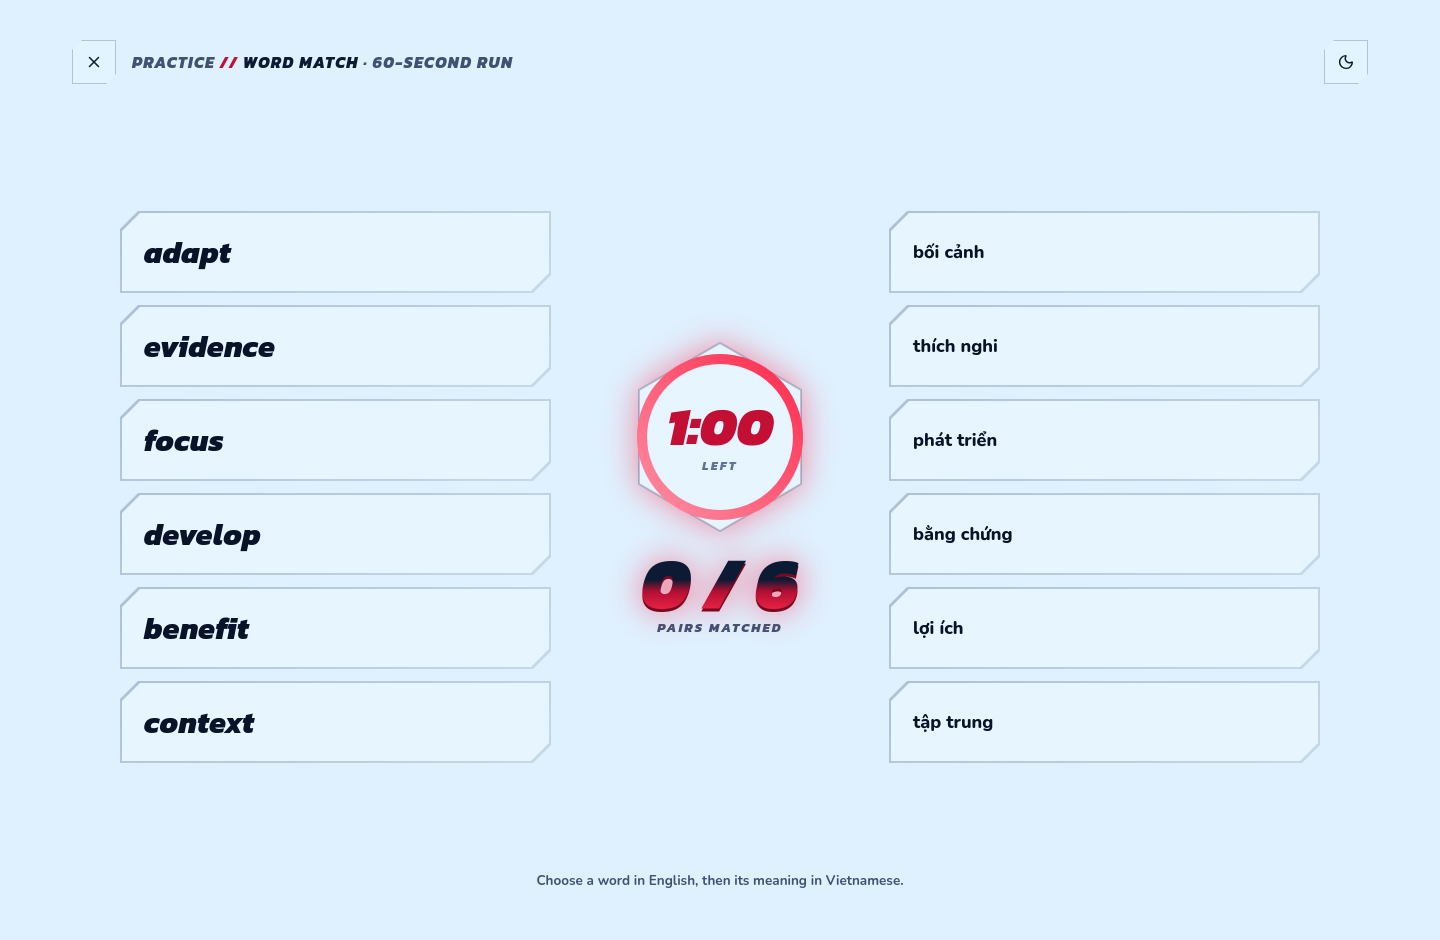 PRACTICE // WORD MATCH · 60-SECOND RUN
adapt
evidence
focus
develop
benefit
context
1:00
LEFT
0 / 6
PAIRS MATCHED
bối cảnh
thích nghi
phát triển
bằng chứng
lợi ích
tập trung
Choose a word in English, then its meaning in Vietnamese.